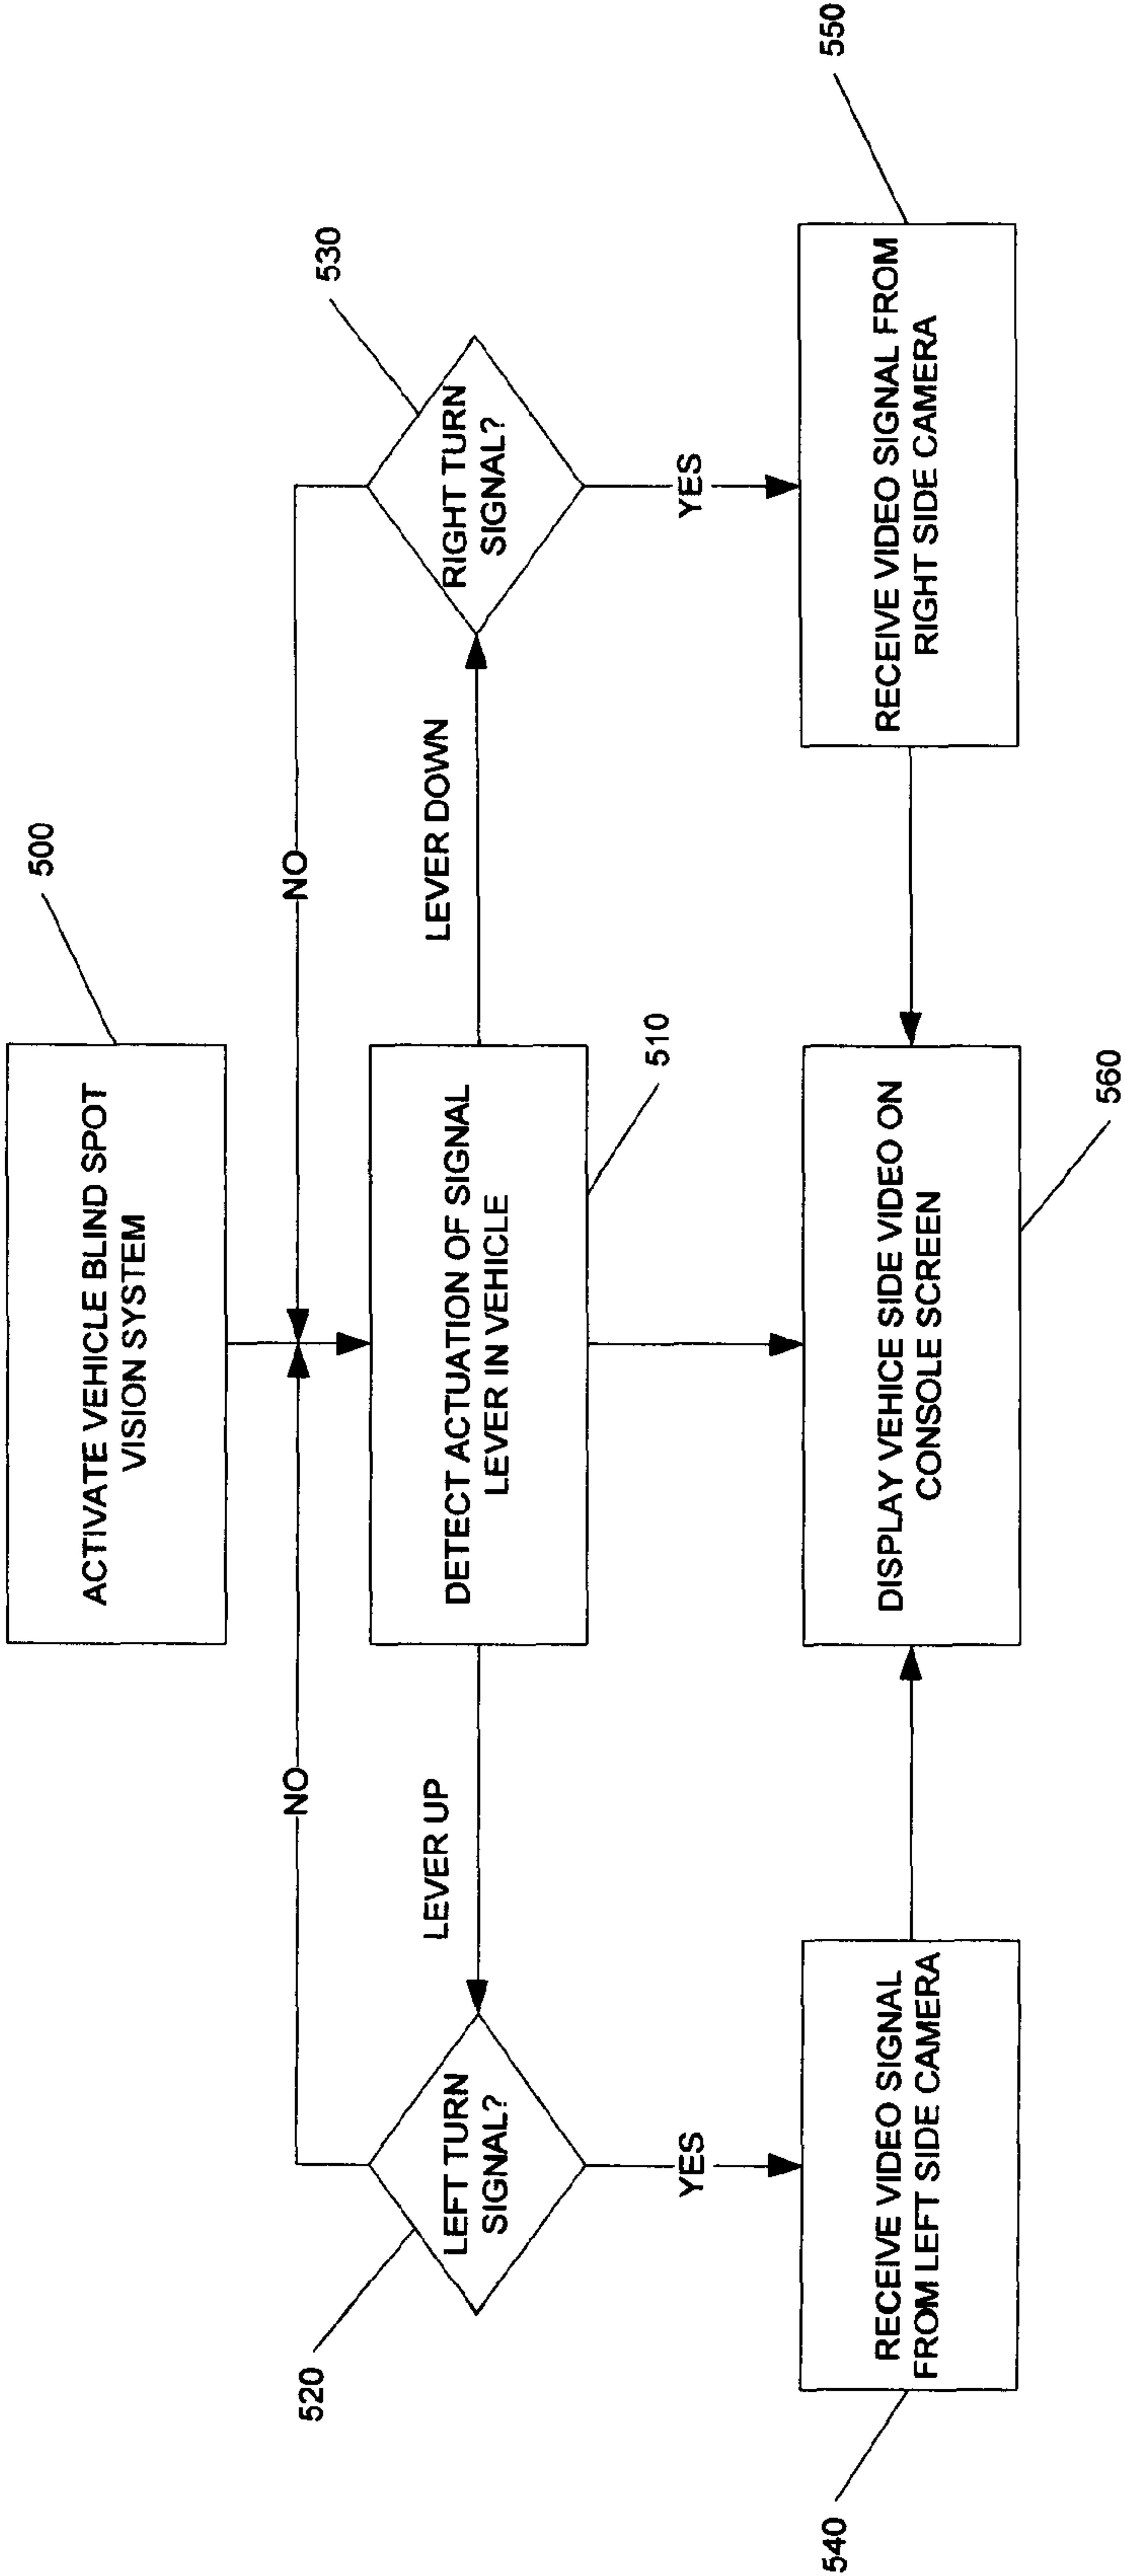 ACTIVATE VEHICLE BLIND SPOT
VISION SYSTEM
500
NO
NO
520
LEFT TURN
SIGNAL?
LEVER UP
DETECT ACTUATION OF SIGNAL
LEVER IN VEHICLE
510
LEVER DOWN
RIGHT TURN
SIGNAL?
530
YES
YES
540
RECEIVE VIDEO SIGNAL
FROM LEFT SIDE CAMERA
DISPLAY VEHICE SIDE VIDEO ON
CONSOLE SCREEN
560
RECEIVE VIDEO SIGNAL FROM
RIGHT SIDE CAMERA
550